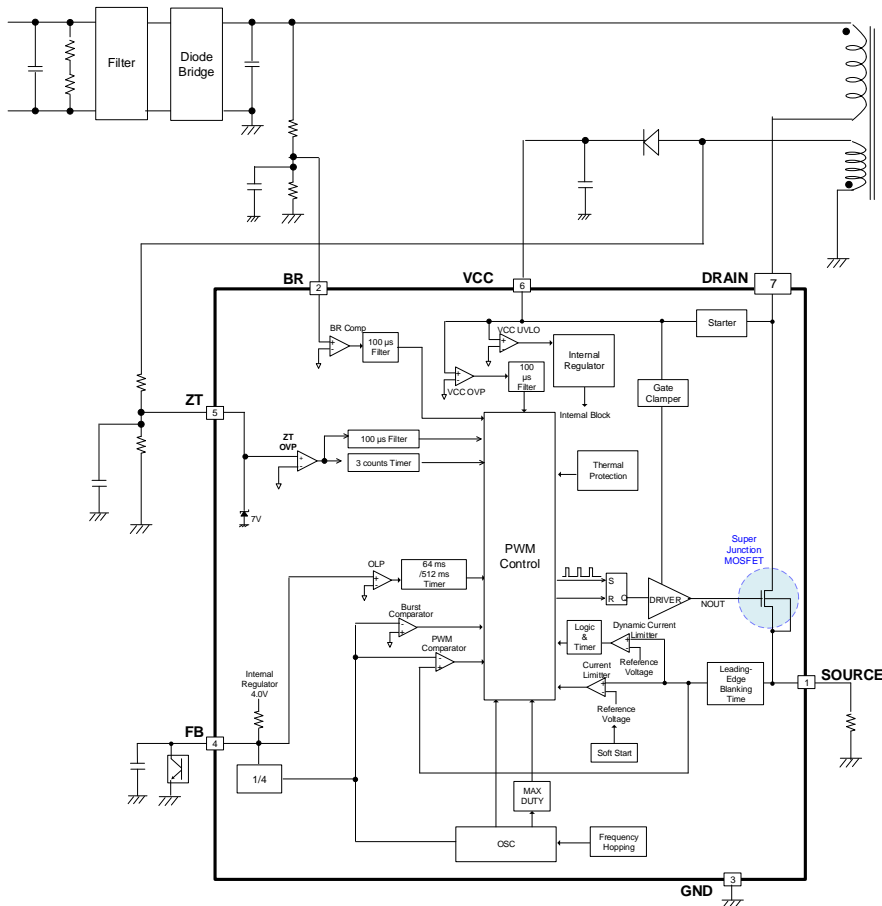 Filter
Diode
Bridge
BR
VCC
DRAIN
2
6
7
BR Comp
100 µs
Filter
VCC UVLO
VCC OVP
100
µs
Filter
Internal
Regulator
Internal Block
Starter
Gate
Clamper
ZT
5
ZT
OVP
100 µs Filter
3 counts Timer
7V
Thermal
Protection
PWM
Control
Super
Junction
MOSFET
OLP
64 ms
/512 ms
Timer
S
R
Q
DRIVER
NOUT
Burst
Comparator
PWM
Comparator
Logic
&
Timer
Dynamic Current
Limitter
Reference
Voltage
Current
Limitter
Reference
Voltage
Soft Start
Leading-
Edge
Blanking
Time
1
SOURCE
Internal
Regulator
4.0V
FB
4
1/4
MAX
DUTY
OSC
Frequency
Hopping
3
GND